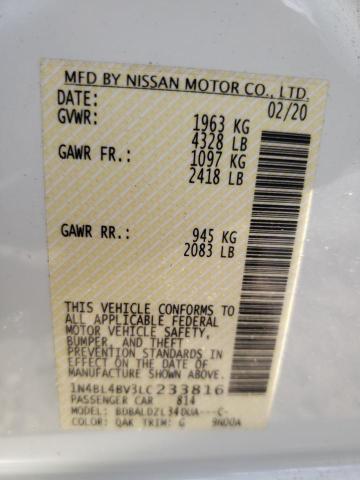 MFD BY NISSAN MOTOR CO., LTD.
DATE: 02/20
GVWR: 1963 KG
4328 LB
GAWR FR.: 1097 KG
2418 LB
GAWR RR.: 945 KG
2083 LB
THIS VEHICLE CONFORMS TO
ALL APPLICABLE FEDERAL
MOTOR VEHICLE SAFETY,
BUMPER, AND THEFT
PREVENTION STANDARDS
IN EFFECT ON THE DATE OF
MANUFACTURE SHOWN ABOVE.
1N4BL4BV3LC233816
PASSENGER CAR 814
MODEL: BDBALDZL34DUA---C-
COLOR: QAK TRIM: G 9N00A